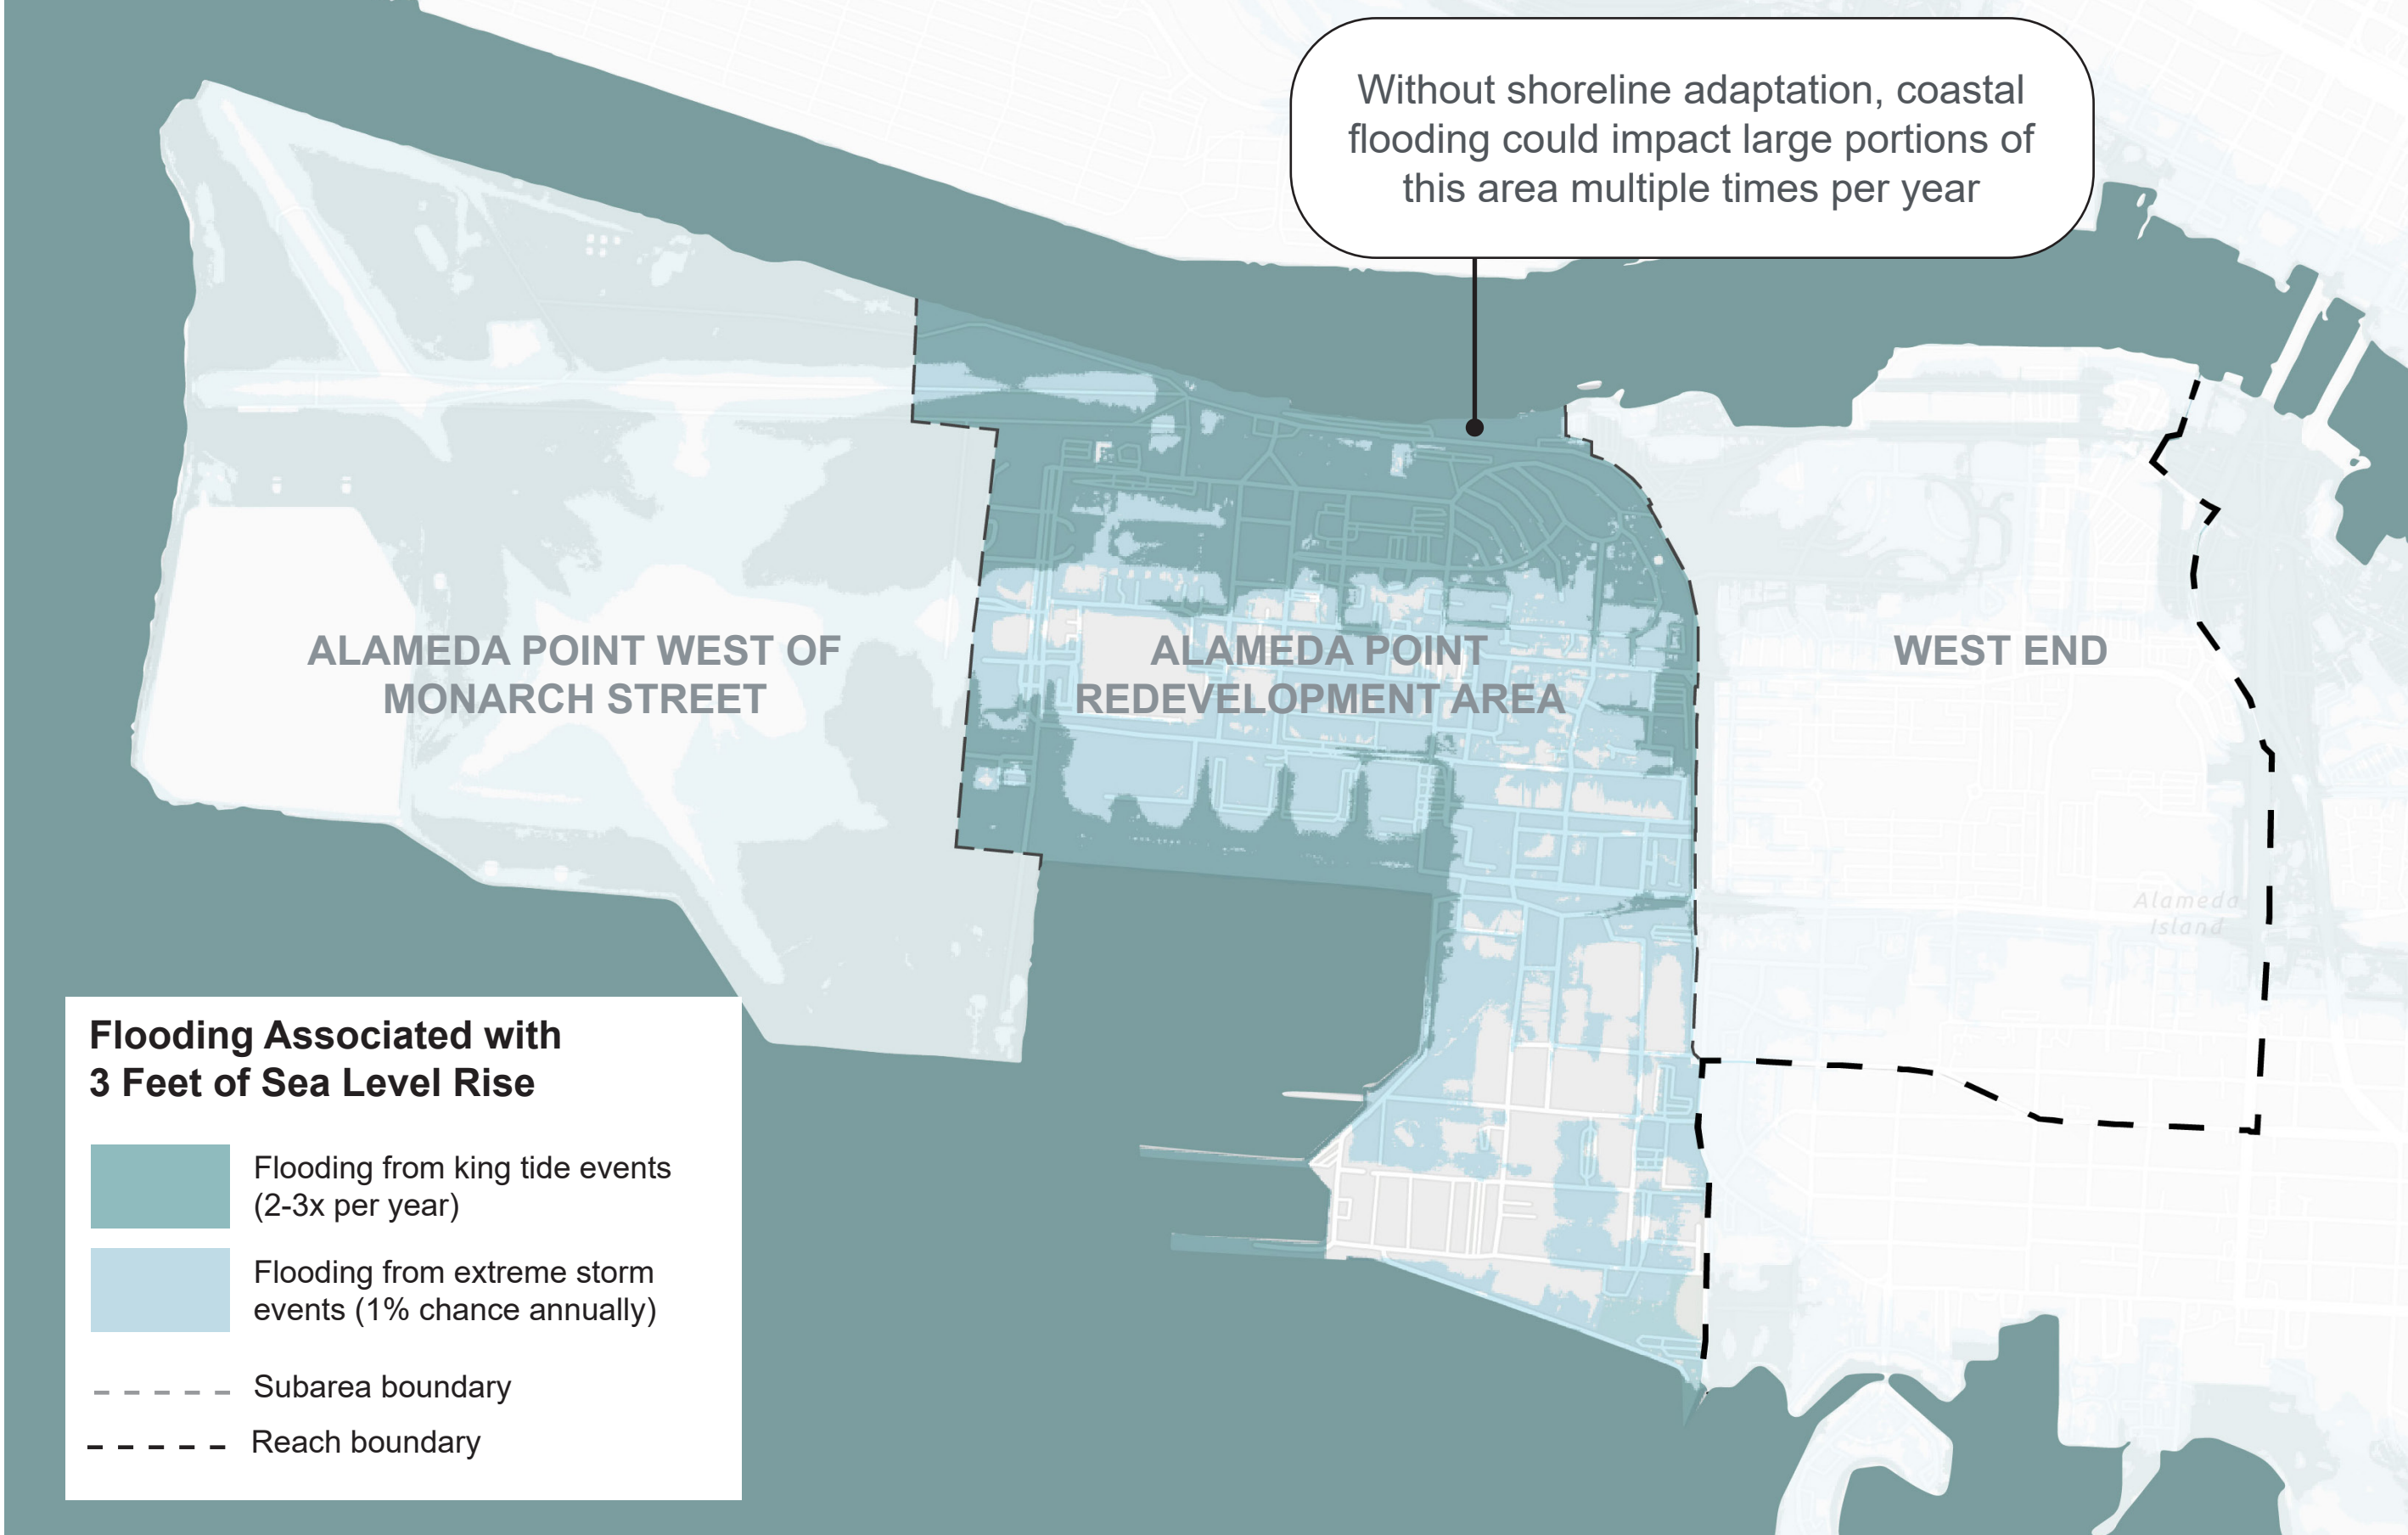 Without shoreline adaptation, coastal
flooding could impact large portions of
this area multiple times per year
ALAMEDA POINT WEST OF
MONARCH STREET
ALAMEDA POINT
REDEVELOPMENT AREA
WEST END
Alameda
Island
Flooding Associated with
3 Feet of Sea Level Rise
Flooding from king tide events
(2-3x per year)
Flooding from extreme storm
events (1% chance annually)
Subarea boundary
Reach boundary